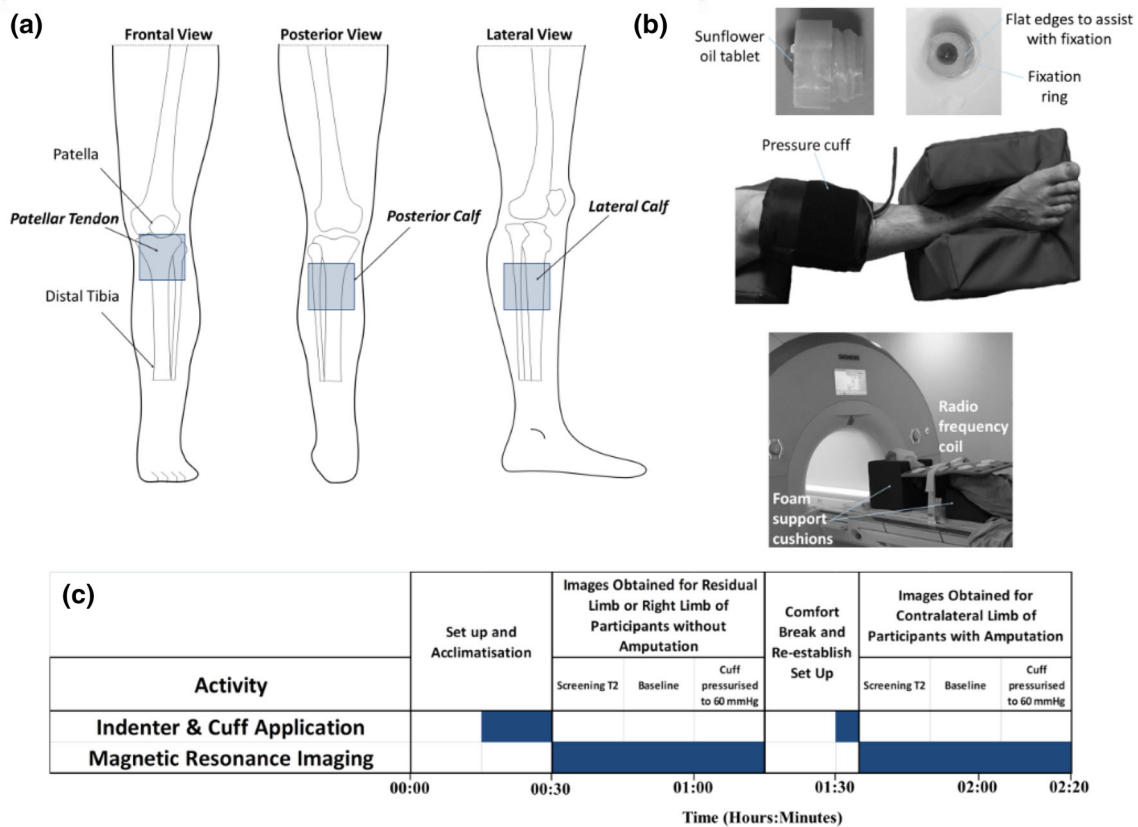 (a)
Frontal View
Posterior View
Lateral View
Patella
Patellar Tendon
Distal Tibia
Posterior Calf
Lateral Calf
(b)
Sunflower
oil tablet
Flat edges to assist
with fixation
Fixation
ring
Pressure cuff
SIEMENS
Radio
frequency
coil
Foam
support
cushions
(c)
Set up and
Acclimatisation
Images Obtained for Residual
Limb or Right Limb of
Participants without
Amputation
Comfort
Break and
Re-establish
Set Up
Images Obtained for
Contralateral Limb of
Participants with Amputation
Activity
Screening T2
Baseline
Cuff
pressurised
to 60 mmHg
Screening T2
Baseline
Cuff
pressurised
to 60 mmHg
Indenter & Cuff Application
Magnetic Resonance Imaging
00:00
00:30
01:00
01:30
02:00
02:20
Time (Hours:Minutes)